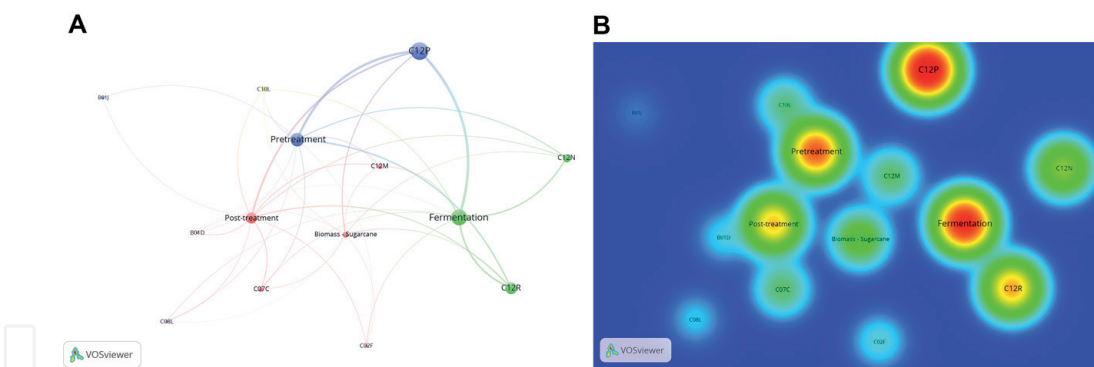 A
C12P
B01J
C10L
Pretreatment
C12M
C12N
Post-treatment
Fermentation
B01D
Biomass - Sugarcane
C07C
C12R
C08L
C02F
VOSviewer
B
C12P
B01J
C10L
Pretreatment
C12M
C12N
Post-treatment
Fermentation
B01D
Biomass - Sugarcane
C07C
C12R
C08L
C02F
VOSviewer